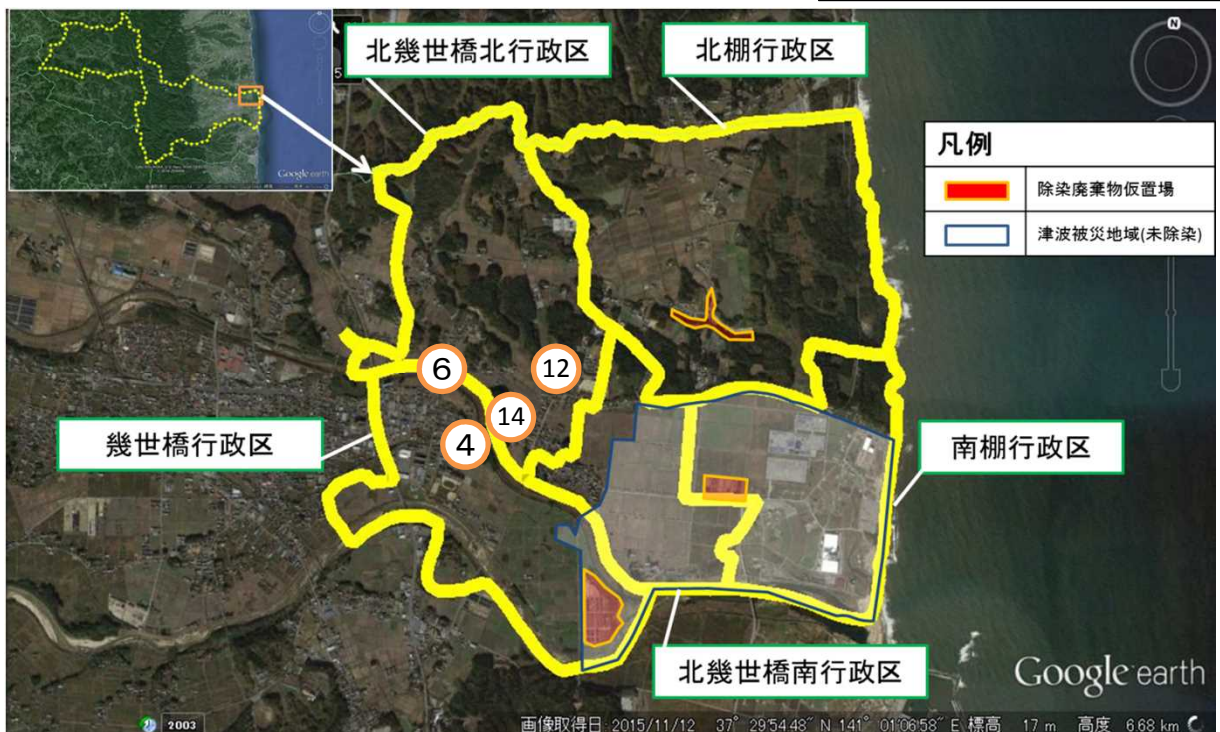 北幾世橋北行政区
北棚行政区
N
Google earth
凡例
除染廃棄物仮置場
津波被災地域(未除染)
6
12
14
4
幾世橋行政区
南棚行政区
北幾世橋南行政区
Google earth
2003
画像取得日 2015/11/12 37° 29'54.48" N 141° 01'06.58" E 標高 17 m 高度 6.68 km